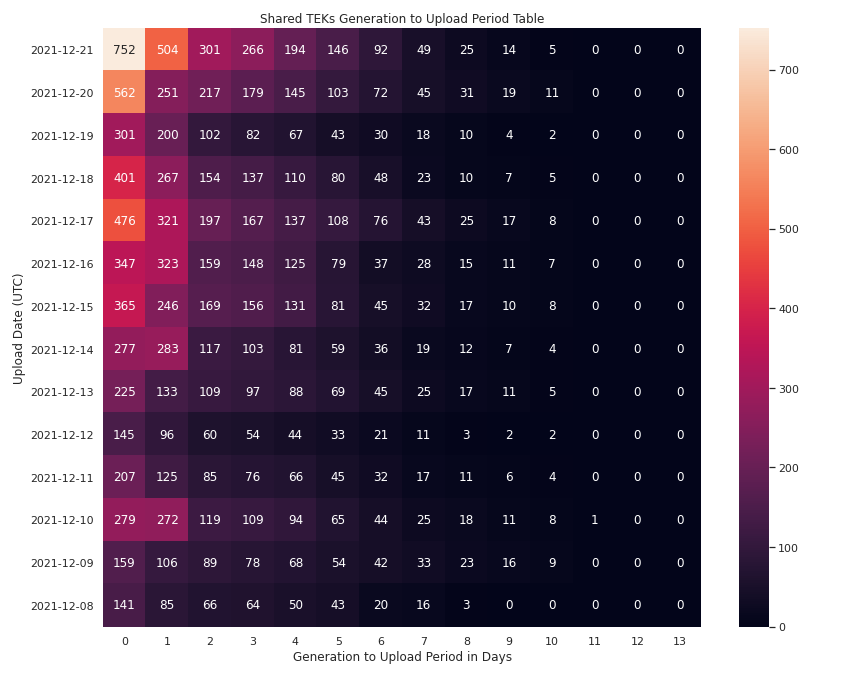 Shared TEKs Generation to Upload Period Table
2021-12-21 752 504 301 266 194 146 92 49 25 14 5 0 0 0
2021-12-20 562 251 217 179 145 103 72 45 31 19 11 0 0 0
2021-12-19 301 200 102 82 67 43 30 18 10 4 2 0 0 0
2021-12-18 401 267 154 137 110 80 48 23 10 7 5 0 0 0
2021-12-17 476 321 197 167 137 108 76 43 25 17 8 0 0 0
2021-12-16 347 323 159 148 125 79 37 28 15 11 7 0 0 0
2021-12-15 365 246 169 156 131 81 45 32 17 10 8 0 0 0
2021-12-14 277 283 117 103 81 59 36 19 12 7 4 0 0 0
2021-12-13 225 133 109 97 88 69 45 25 17 11 5 0 0 0
2021-12-12 145 96 60 54 44 33 21 11 3 2 2 0 0 0
2021-12-11 207 125 85 76 66 45 32 17 11 6 4 0 0 0
2021-12-10 279 272 119 109 94 65 44 25 18 11 8 1 0 0
2021-12-09 159 106 89 78 68 54 42 33 23 16 9 0 0 0
2021-12-08 141 85 66 64 50 43 20 16 3 0 0 0 0 0
0 1 2 3 4 5 6 7 8 9 10 11 12 13
Generation to Upload Period in Days
Upload Date (UTC)
700
600
500
400
300
200
100
0